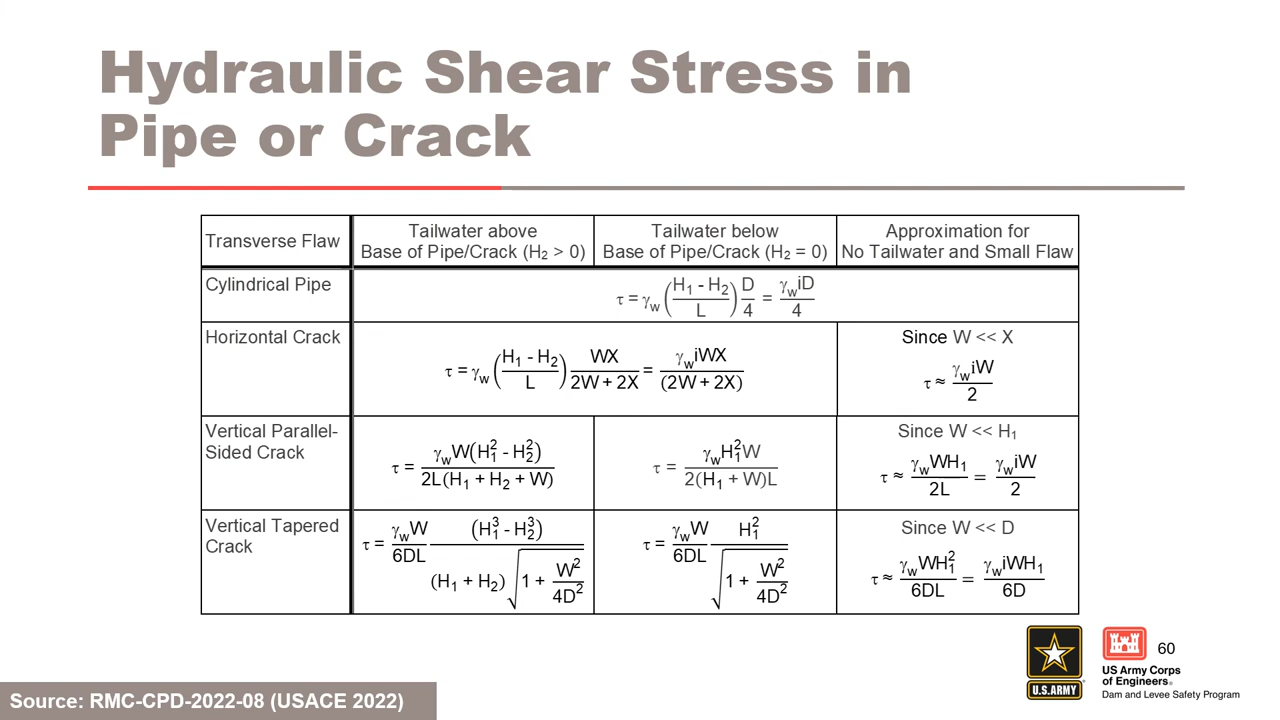 Hydraulic Shear Stress in
Pipe or Crack
Transverse Flaw
Tailwater above
Base of Pipe/Crack (H₂ > 0)
Tailwater below
Base of Pipe/Crack (H₂ = 0)
Approximation for
No Tailwater and Small Flaw
Cylindrical Pipe
τ = γw ((H₁ - H₂)/L) D/4 = γwiD/4
Horizontal Crack
τ = γw ((H₁ - H₂)/L) WX/(2W + 2X) = γwiWX/(2W + 2X)
Since W << X
τ ≈ γwiW/2
Vertical Parallel-
Sided Crack
τ = γwW(H₁² - H₂²)/2L(H₁ + H₂ + W)
τ = γwH₁²W/2(H₁ + W)L
Since W << H₁
τ ≈ γwWH₁/2L = γwiW/2
Vertical Tapered
Crack
τ = γwW/6DL (H₁³ - H₂³)/(H₁ + H₂)√(1 + W²/4D²)
τ = γwW/6DL H₁²/√(1 + W²/4D²)
Since W << D
τ ≈ γwWH₁²/6DL = γwiWH₁/6D
U.S.ARMY
60
US Army Corps
of Engineers®
Dam and Levee Safety Program
Source: RMC-CPD-2022-08 (USACE 2022)